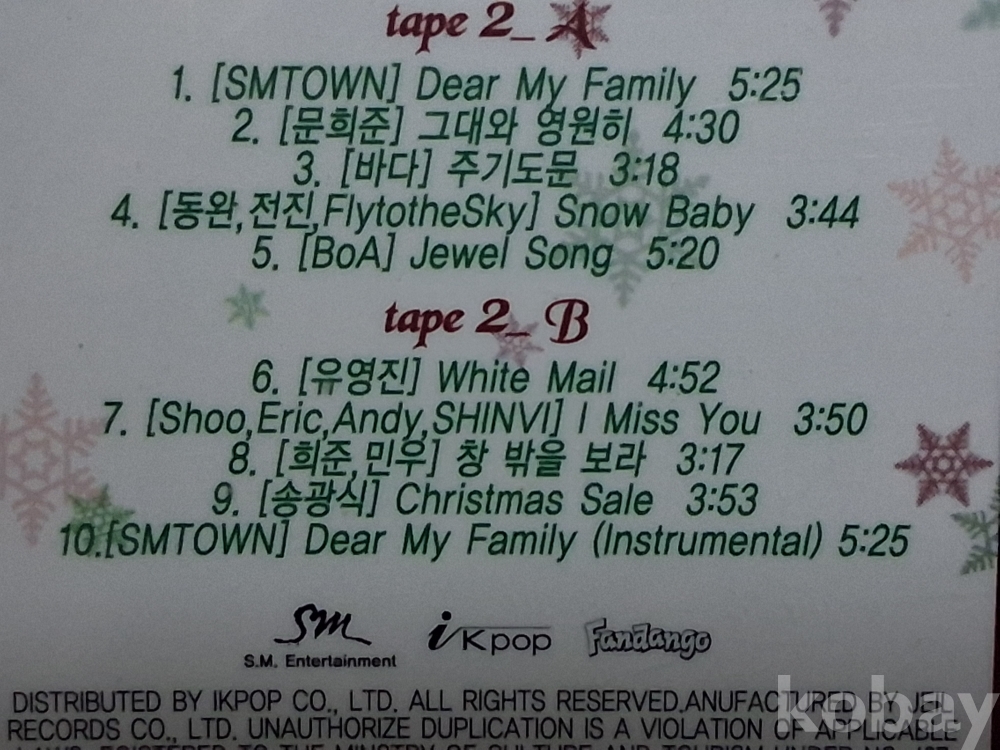 tape 2_ A
1. [SMTOWN] Dear My Family 5:25
2. [문희준] 그대와 영원히 4:30
3. [바다] 주기도문 3:18
4. [동완,전진,FlytotheSky] Snow Baby 3:44
5. [BoA] Jewel Song 5:20
tape 2_ B
6. [유영진] White Mail 4:52
7. [Shoo,Eric,Andy,SHINVI] I Miss You 3:50
8. [희준,민우] 창 밖을 보라 3:17
9. [송광식] Christmas Sale 3:53
10.[SMTOWN] Dear My Family (Instrumental) 5:25
SM
S.M. Entertainment
i Kpop
Fandango
DISTRIBUTED BY IKPOP CO., LTD. ALL RIGHTS RESERVED.ANUFACTURED BY JEIL
RECORDS CO., LTD. UNAUTHORIZE DUPLICATION IS A VIOLATION OF APPLICABLE
kobay